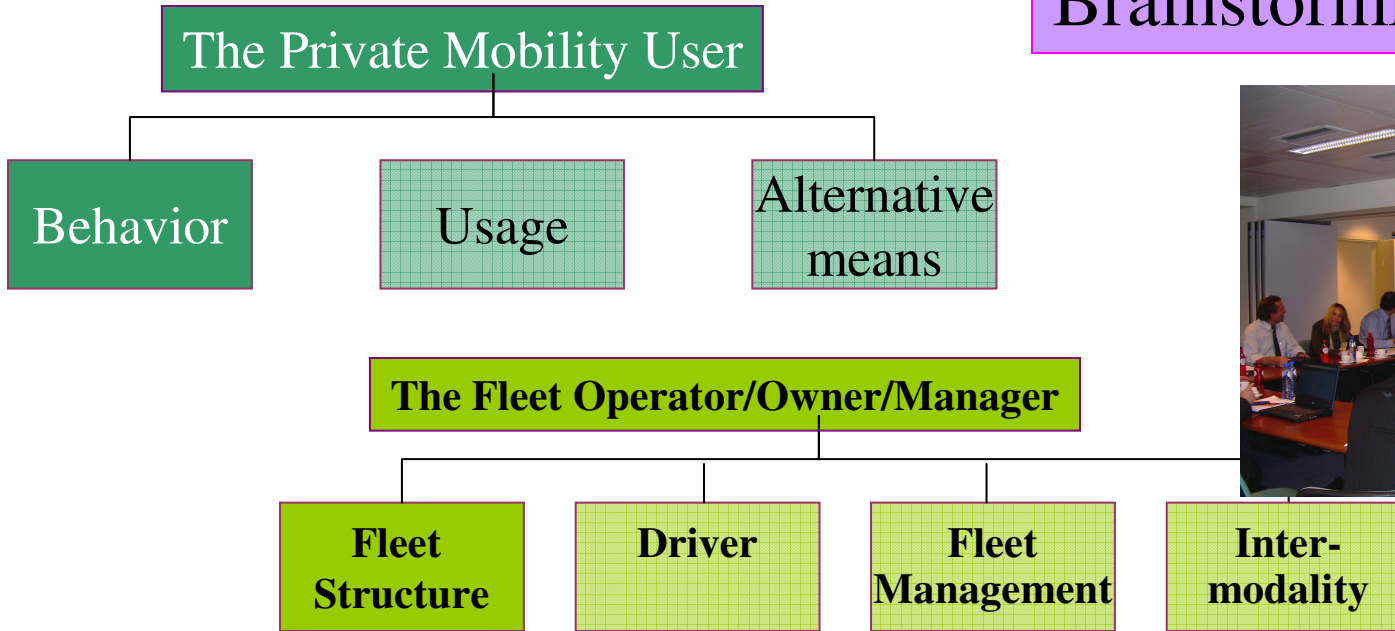 The Private Mobility User
Behavior
Usage
Alternative
means
The Fleet Operator/Owner/Manager
Fleet
Structure
Driver
Fleet
Management
Inter-
modality